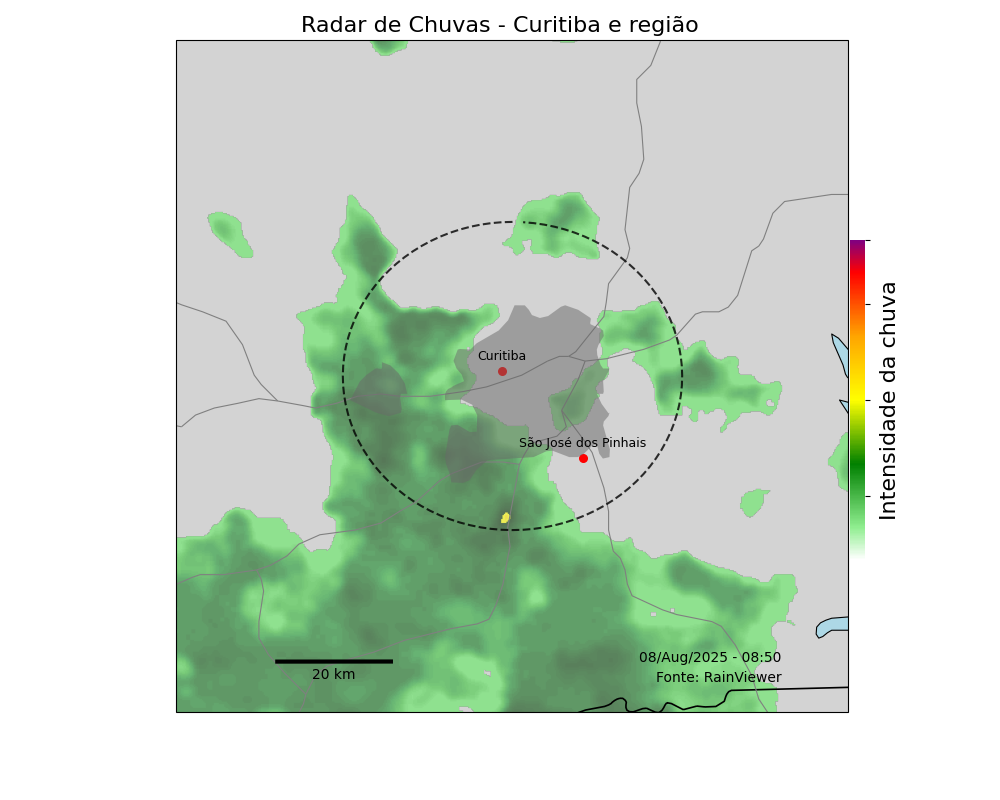 Radar de Chuvas - Curitiba e região
Curitiba
São José dos Pinhais
Intensidade da chuva
08/Aug/2025 - 08:50
20 km
Fonte: RainViewer